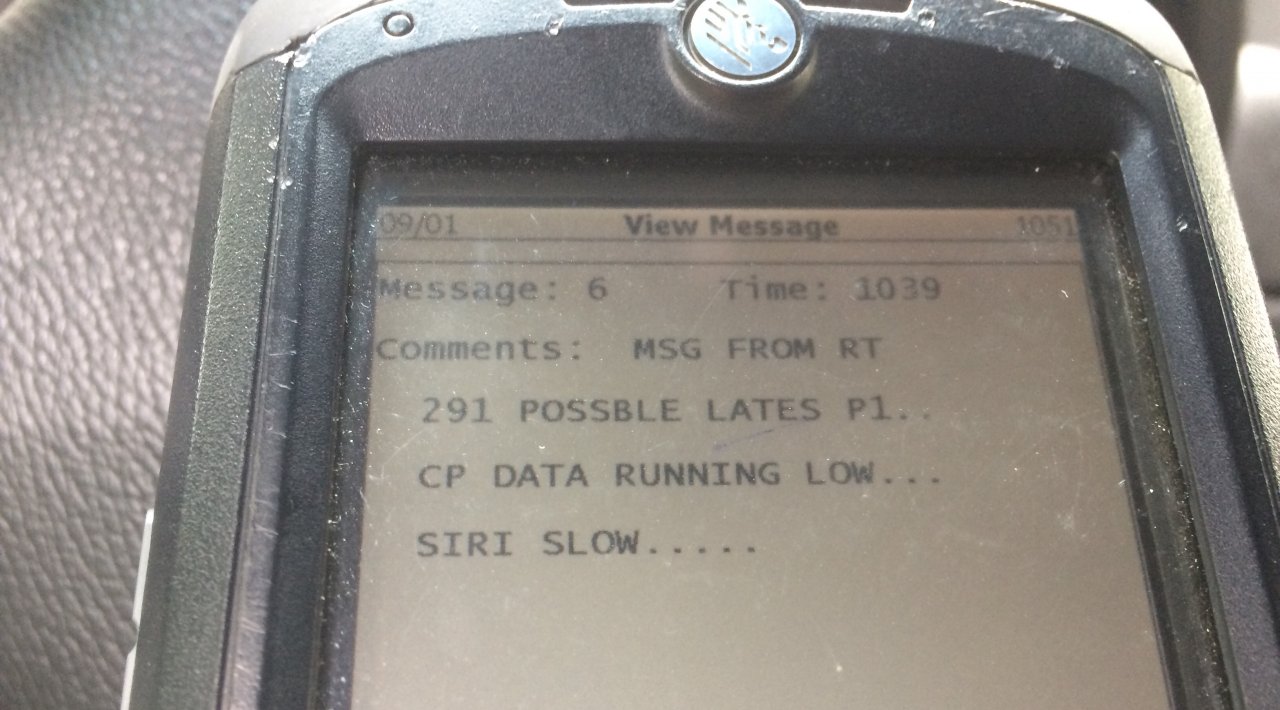 09/01 View Message 1051
Message: 6 Time: 1039
Comments: MSG FROM RT
291 POSSBLE LATES P1..
CP DATA RUNNING LOW...
SIRI SLOW.....